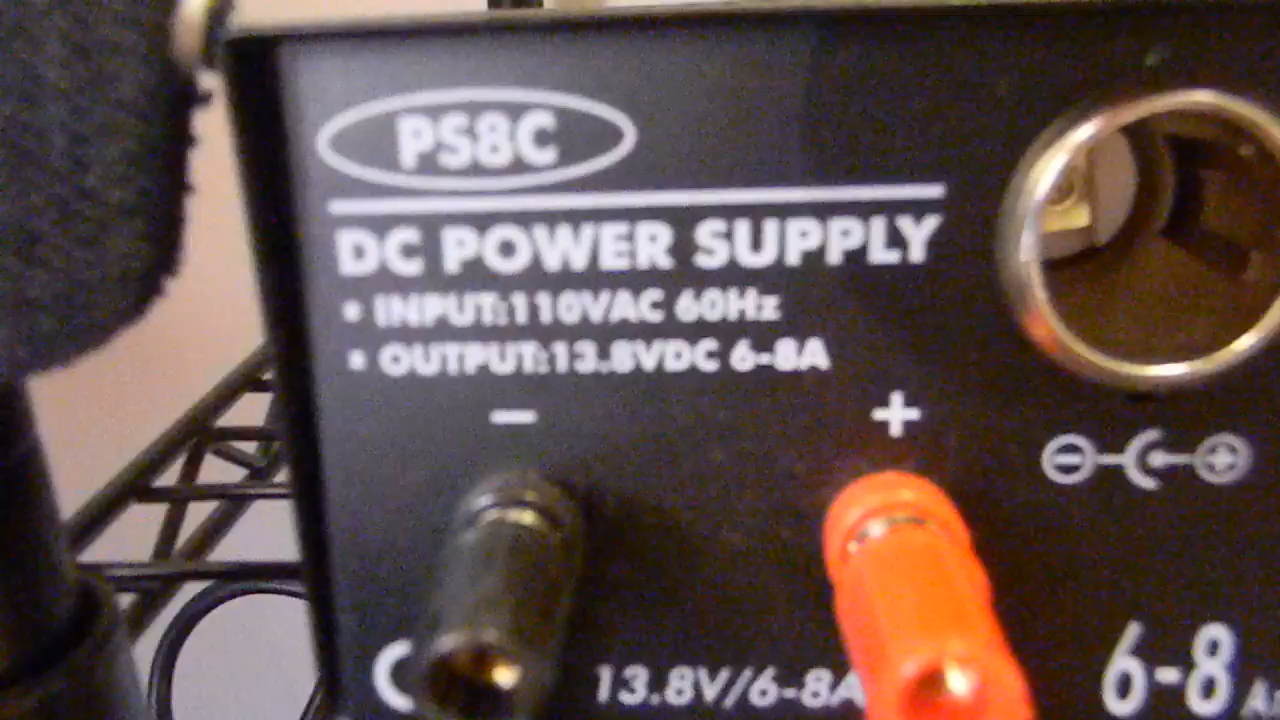 PS8C
DC POWER SUPPLY
• INPUT:110VAC 60Hz
• OUTPUT:13.8VDC 6-8A
− +
13.8V/6-8A
6-8